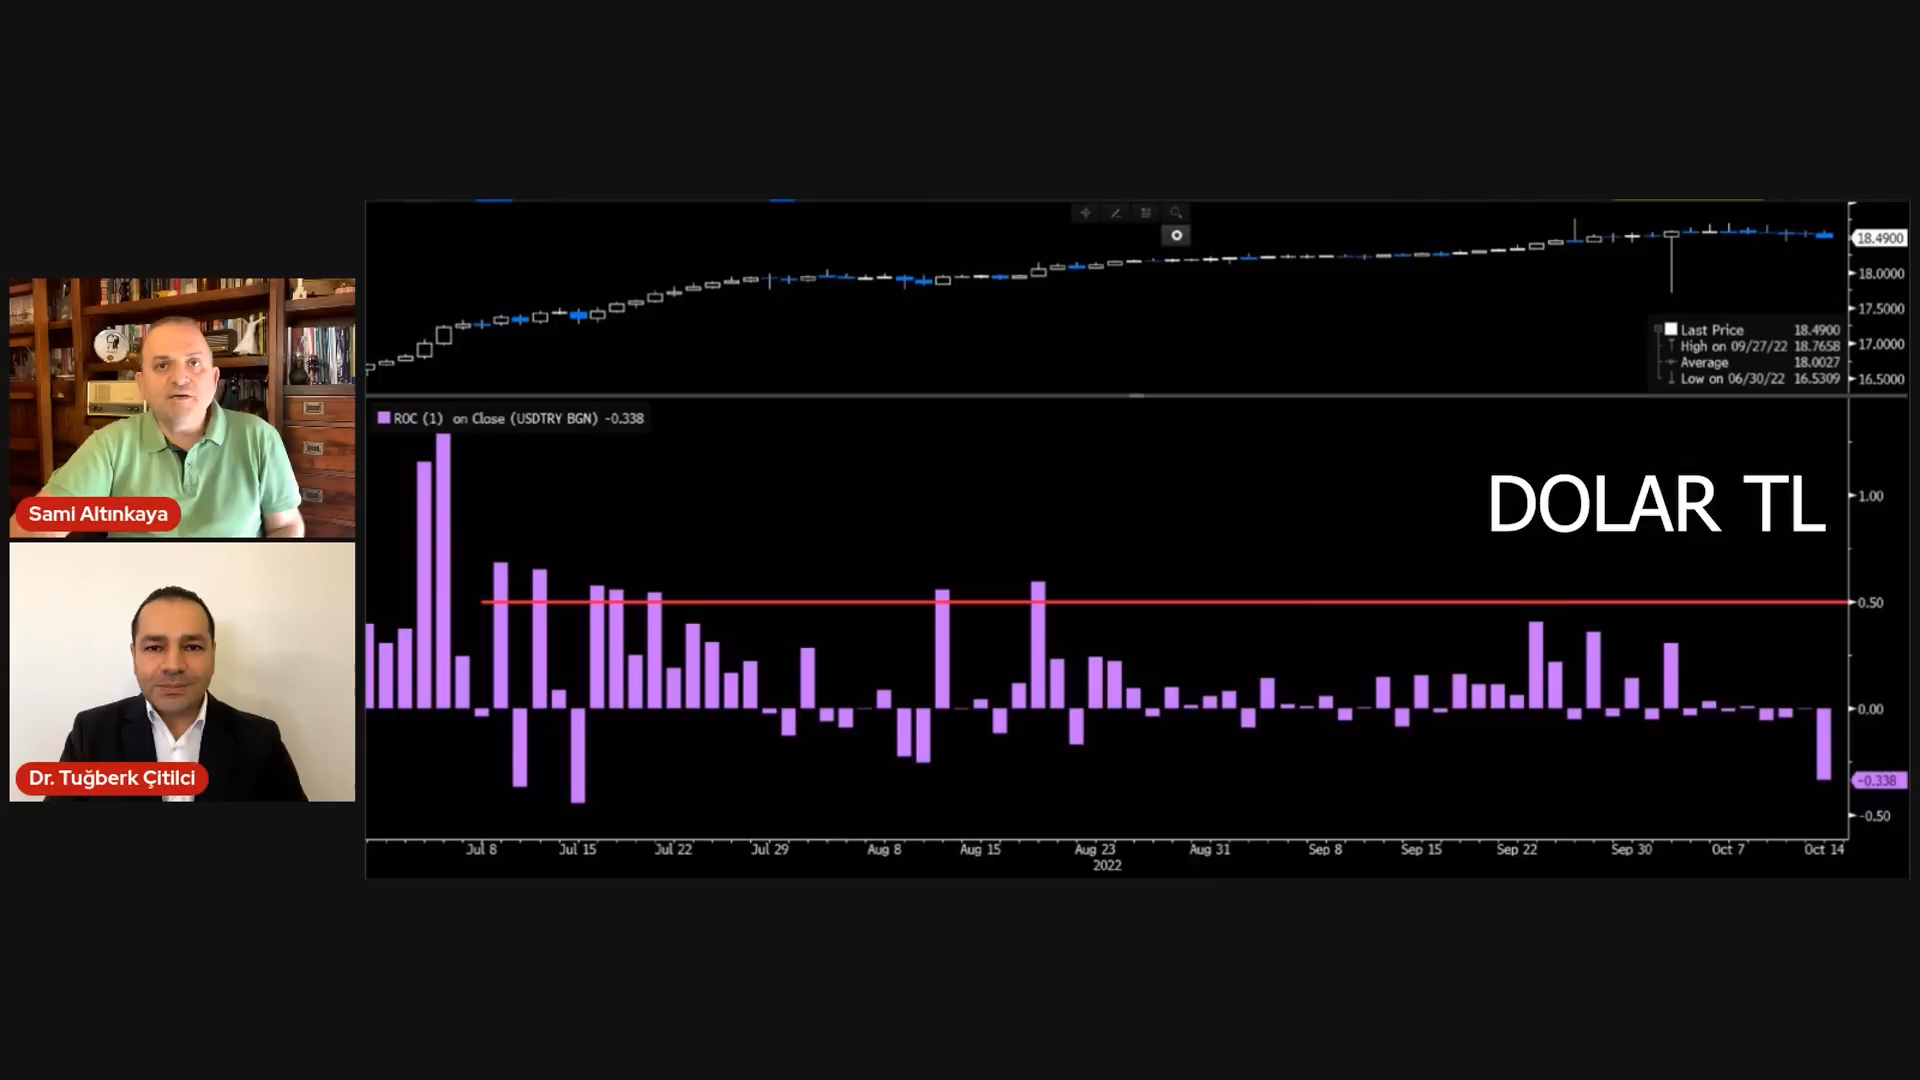 Sami Altınkaya
Dr. Tuğberk Çitilci
18.4900
18.0000
17.5000
17.0000
16.5000
Last Price 18.4900
High on 09/27/22 18.7658
Average 18.0027
Low on 06/30/22 16.5309
ROC (1) on Close (USDTRY BGN) -0.338
DOLAR TL
1.00
0.50
0.00
-0.338
-0.50
Jul 8 Jul 15 Jul 22 Jul 29 Aug 8 Aug 15 Aug 23 Aug 31 Sep 8 Sep 15 Sep 22 Sep 30 Oct 7 Oct 14
2022